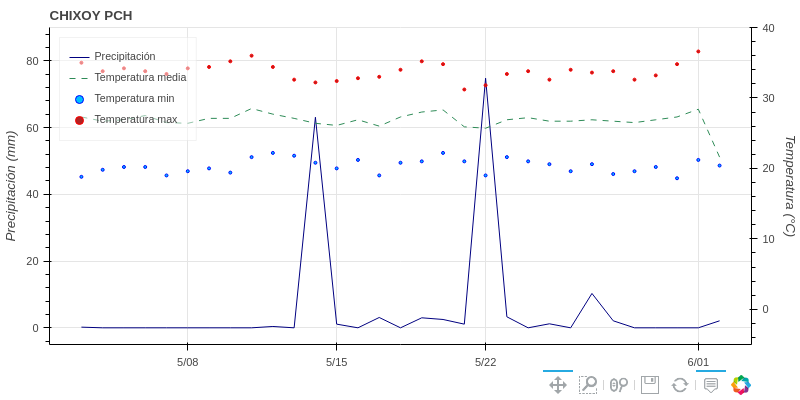 CHIXOY PCH
Precipitación
Temperatura media
Temperatura min
Temperatura max
Precipitación (mm)
Temperatura (°C)
80
60
40
20
0
40
30
20
10
0
5/08
5/15
5/22
6/01